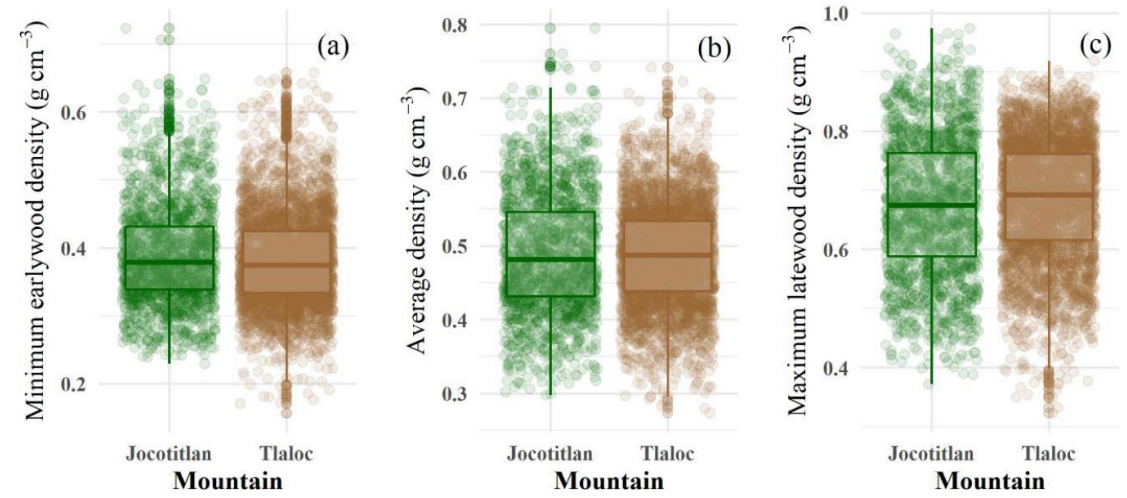 (a)
Minimum earlywood density (g cm⁻³)
0.6
0.4
0.2
Jocotitlan Tlaloc
Mountain
(b)
Average density (g cm⁻³)
0.8
0.7
0.6
0.5
0.4
0.3
Jocotitlan Tlaloc
Mountain
(c)
Maximum latewood density (g cm⁻³)
1.0
0.8
0.6
0.4
Jocotitlan Tlaloc
Mountain